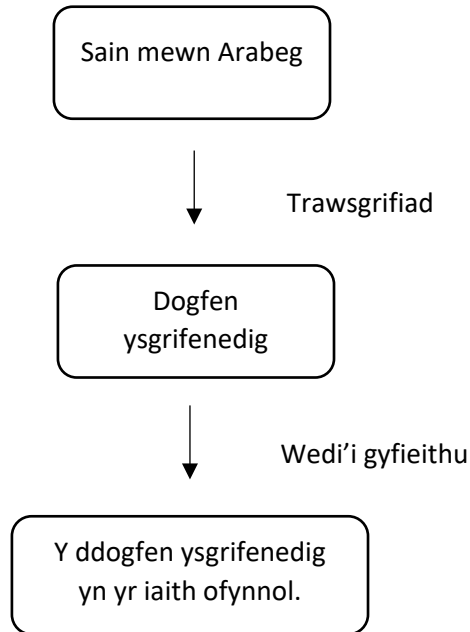 Sain mewn Arabeg
Trawsgrifiad
Dogfen
ysgrifenedig
Wedi’i gyfieithu
Y ddogfen ysgrifenedig
yn yr iaith ofynnol.